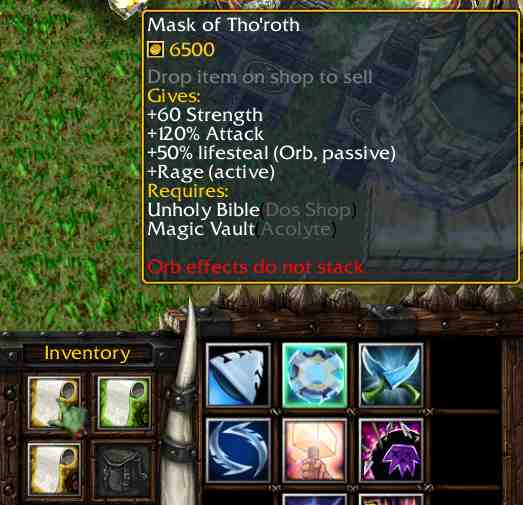 Mask of Tho'roth
6500
Drop item on shop to sell
Gives:
+60 Strength
+120% Attack
+50% lifesteal (Orb, passive)
+Rage (active)
Requires:
Unholy Bible(Dos Shop)
Magic Vault(Acolyte)
Orb effects do not stack
Inventory